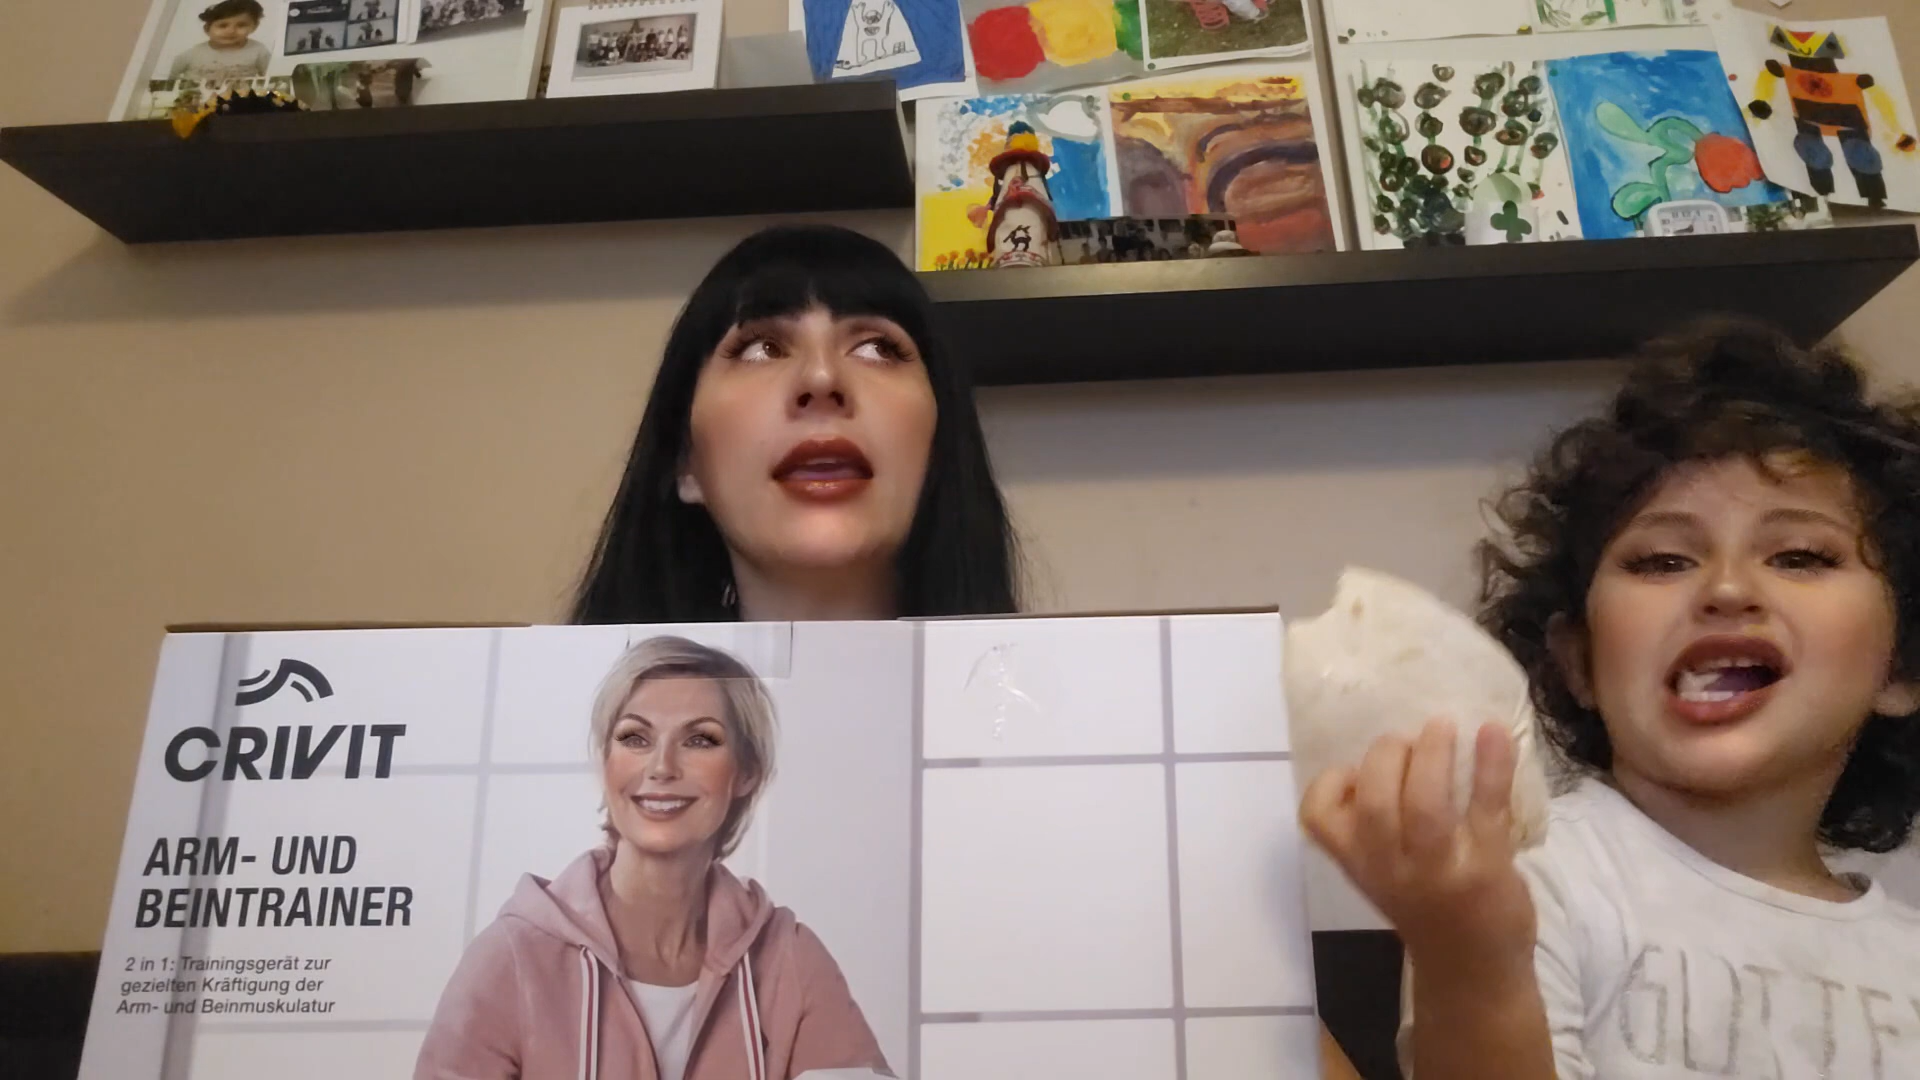 CRIVIT
ARM- UND
BEINTRAINER
2 in 1: Trainingsgerät zur
gezielten Kräftigung der
Arm- und Beinmuskulatur